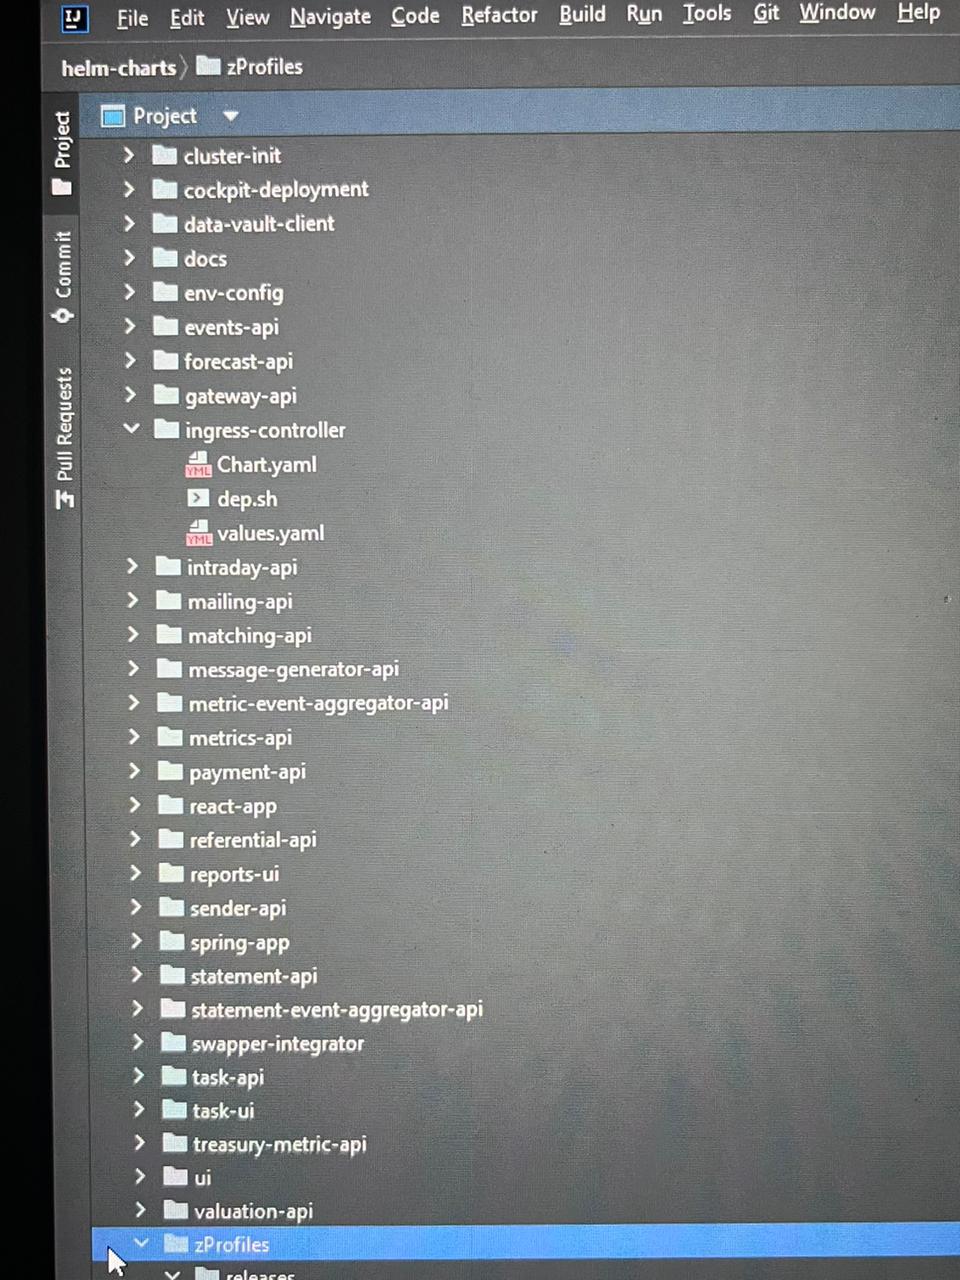 IJ File Edit View Navigate Code Refactor Build Run Tools Git Window Help
helm-charts zProfiles
Project
Project
Commit
Pull Requests
cluster-init
cockpit-deployment
data-vault-client
docs
env-config
events-api
forecast-api
gateway-api
ingress-controller
YML Chart.yaml
dep.sh
YML values.yaml
intraday-api
mailing-api
matching-api
message-generator-api
metric-event-aggregator-api
metrics-api
payment-api
react-app
referential-api
reports-ui
sender-api
spring-app
statement-api
statement-event-aggregator-api
swapper-integrator
task-api
task-ui
treasury-metric-api
ui
valuation-api
zProfiles
releases